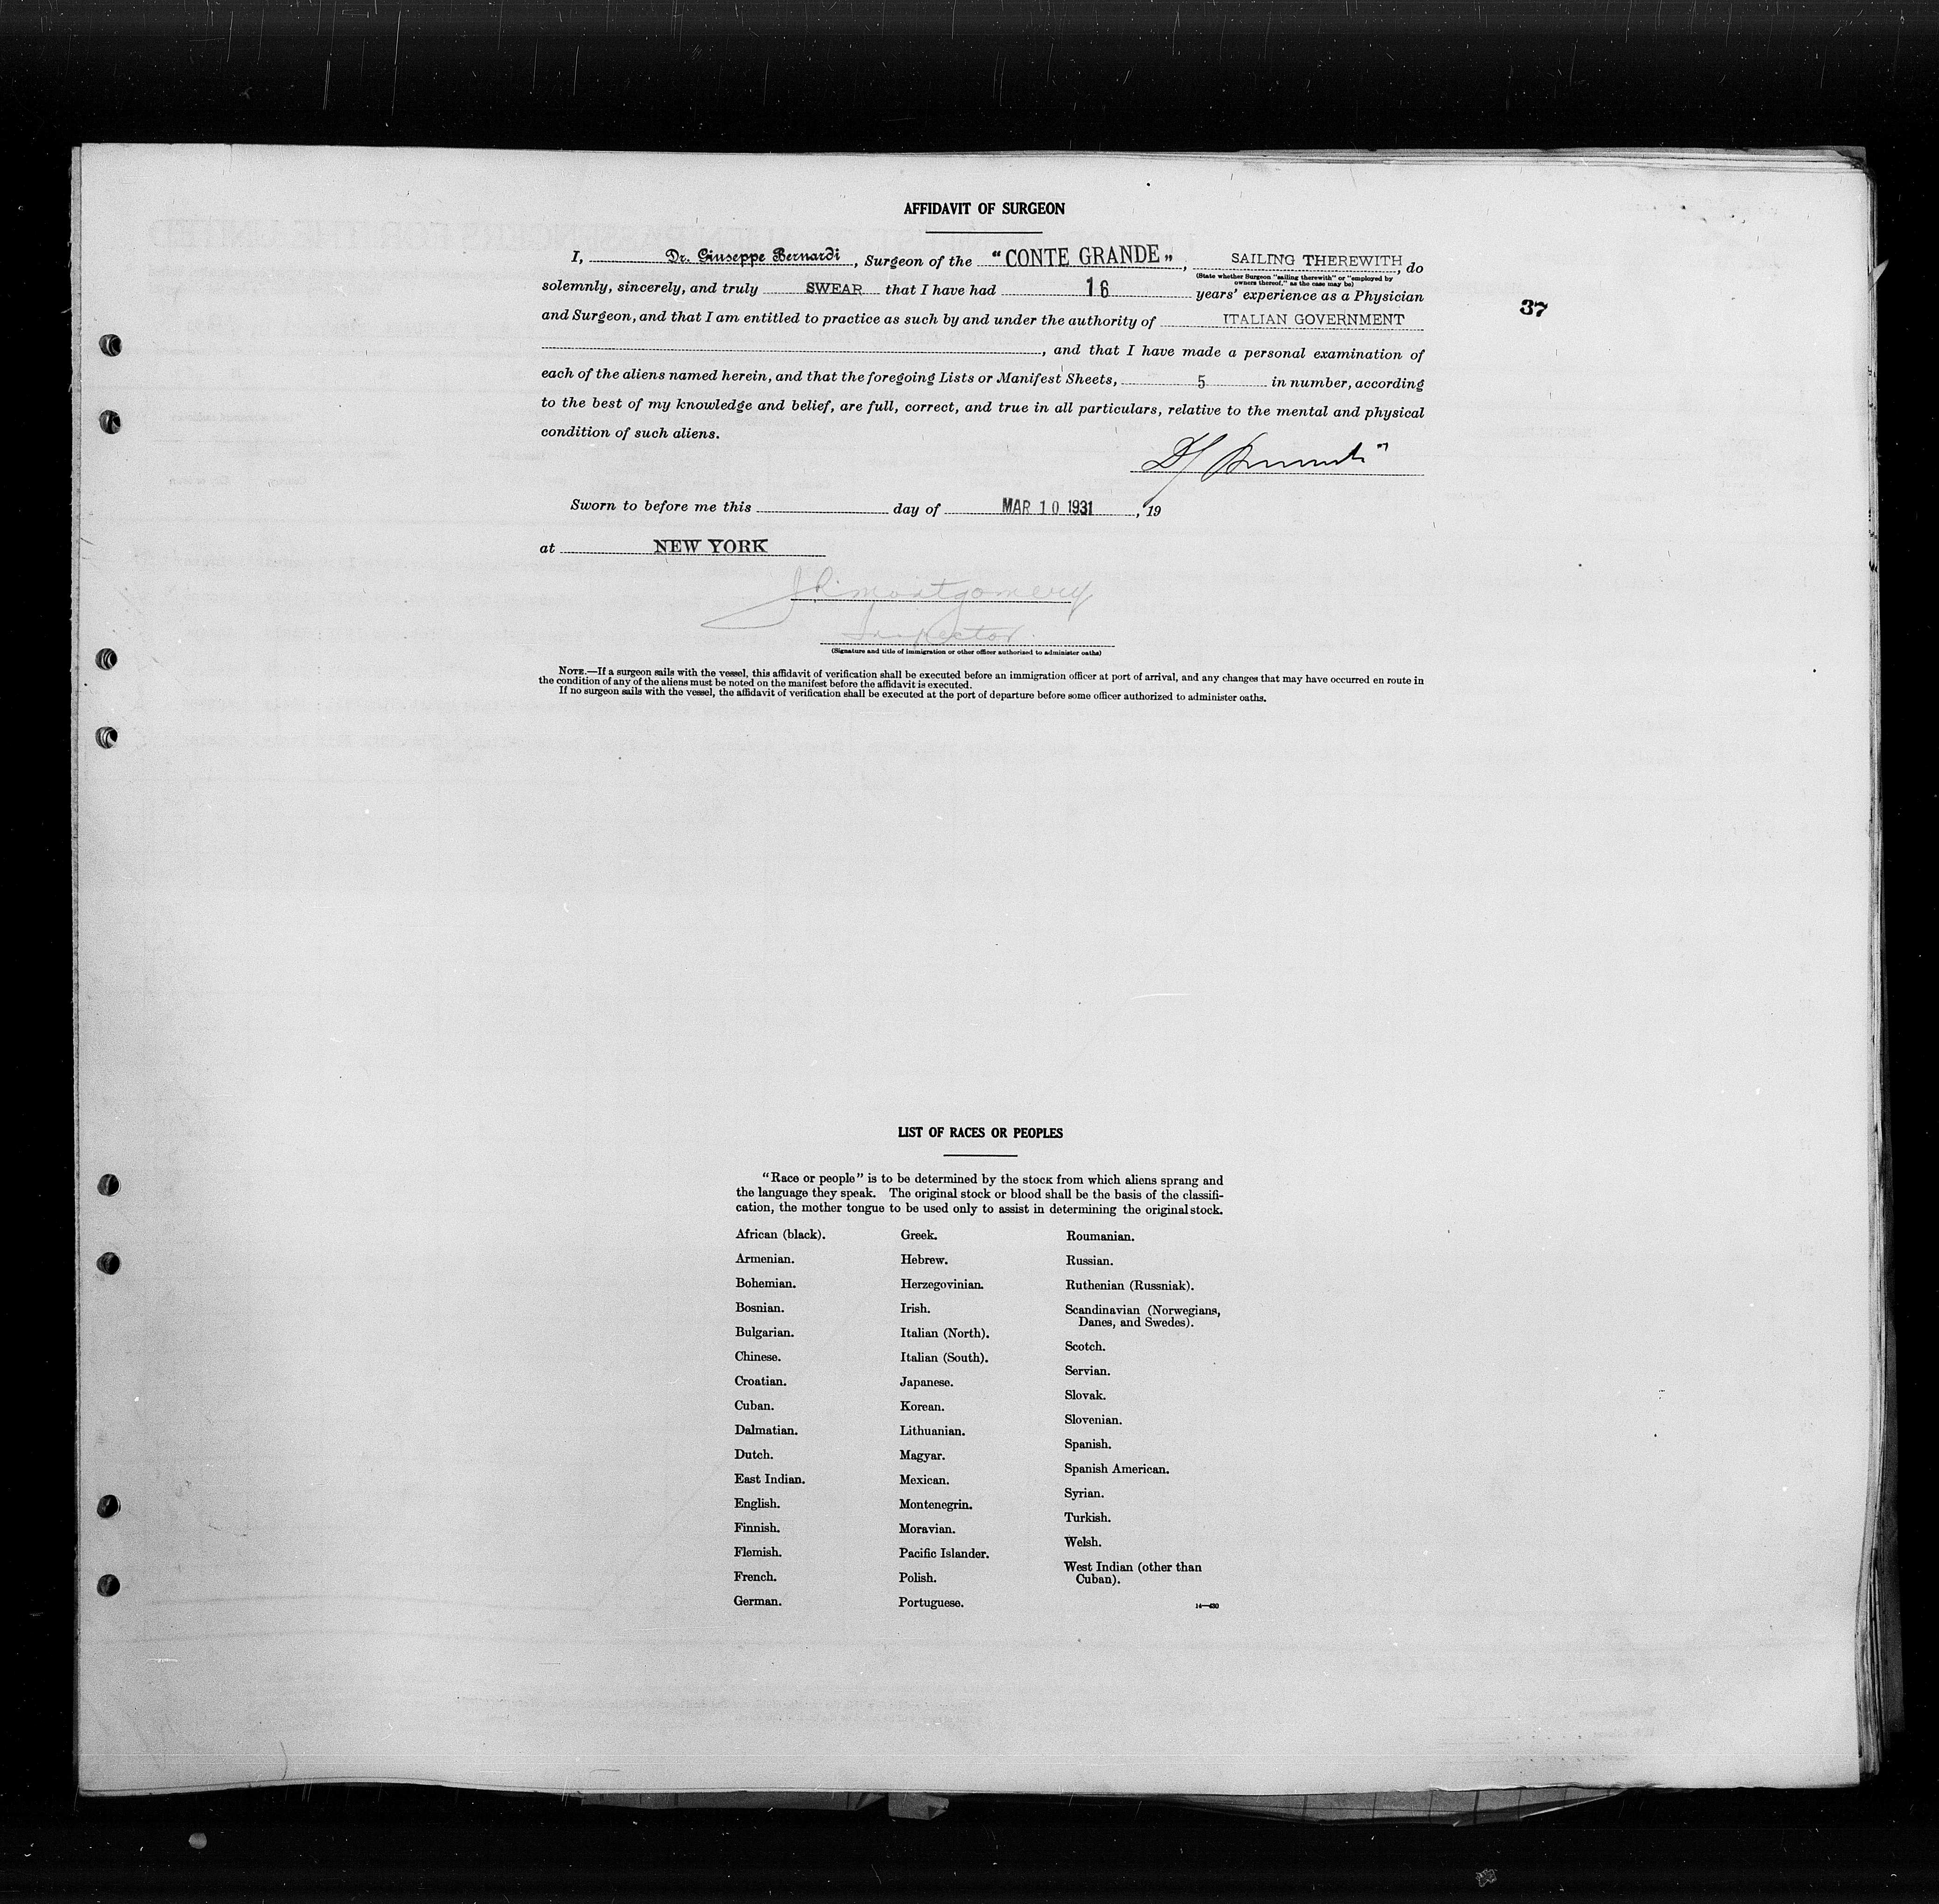 AFFIDAVIT OF SURGEON
I, Dr. Giuseppe Bernardi, Surgeon of the "CONTE GRANDE", SAILING THEREWITH, do
(State whether Surgeon "sailing therewith" or "employed by
owners thereof," as the case may be)
solemnly, sincerely, and truly SWEAR that I have had 16 years' experience as a Physician
37
and Surgeon, and that I am entitled to practice as such by and under the authority of ITALIAN GOVERNMENT
, and that I have made a personal examination of
each of the aliens named herein, and that the foregoing Lists or Manifest Sheets, 5 in number, according
to the best of my knowledge and belief, are full, correct, and true in all particulars, relative to the mental and physical
condition of such aliens.
Sworn to before me this day of MAR 10 1931, 19
at NEW YORK
Montgomery
Inspector
(Signature and title of immigration or other officer authorized to administer oaths)
NOTE.—If a surgeon sails with the vessel, this affidavit of verification shall be executed before an immigration officer at port of arrival, and any changes that may have occurred en route in
the condition of any of the aliens must be noted on the manifest before the affidavit is executed.
If no surgeon sails with the vessel, the affidavit of verification shall be executed at the port of departure before some officer authorized to administer oaths.
LIST OF RACES OR PEOPLES
"Race or people" is to be determined by the stock from which aliens sprang and
the language they speak. The original stock or blood shall be the basis of the classifi-
cation, the mother tongue to be used only to assist in determining the original stock.
African (black).
Armenian.
Bohemian.
Bosnian.
Bulgarian.
Chinese.
Croatian.
Cuban.
Dalmatian.
Dutch.
East Indian.
English.
Finnish.
Flemish.
French.
German.
Greek.
Hebrew.
Herzegovinian.
Irish.
Italian (North).
Italian (South).
Japanese.
Korean.
Lithuanian.
Magyar.
Mexican.
Montenegrin.
Moravian.
Pacific Islander.
Polish.
Portuguese.
Roumanian.
Russian.
Ruthenian (Russniak).
Scandinavian (Norwegians,
Danes, and Swedes).
Scotch.
Servian.
Slovak.
Slovenian.
Spanish.
Spanish American.
Syrian.
Turkish.
Welsh.
West Indian (other than
Cuban).